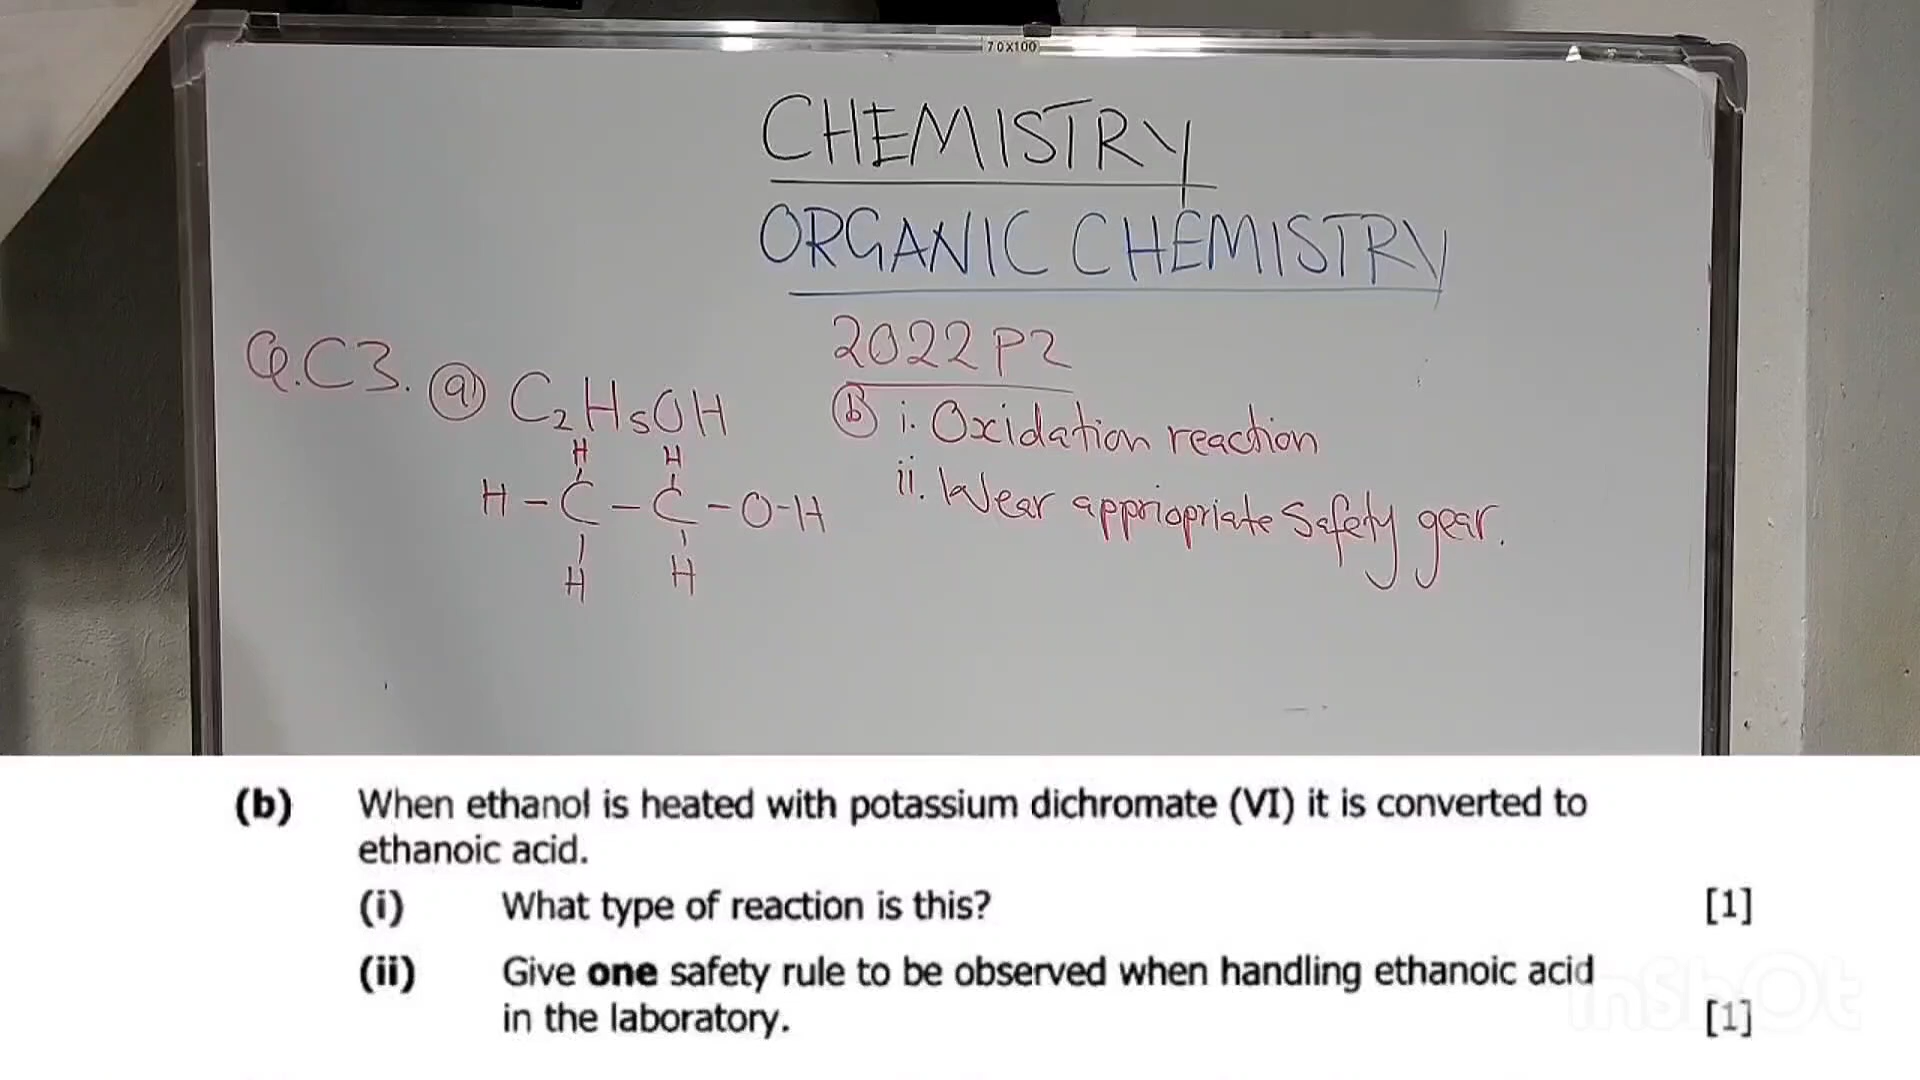 70X100
CHEMISTRY
ORGANIC CHEMISTRY
2022 P2
Q.C3. (a) C₂H₅OH
H H
H - C - C - O-H
H H
(b) i. Oxidation reaction
ii. Wear appriopriate safety gear.
(b) When ethanol is heated with potassium dichromate (VI) it is converted to
ethanoic acid.
(i) What type of reaction is this? [1]
(ii) Give one safety rule to be observed when handling ethanoic acid
in the laboratory. [1]
InShOt